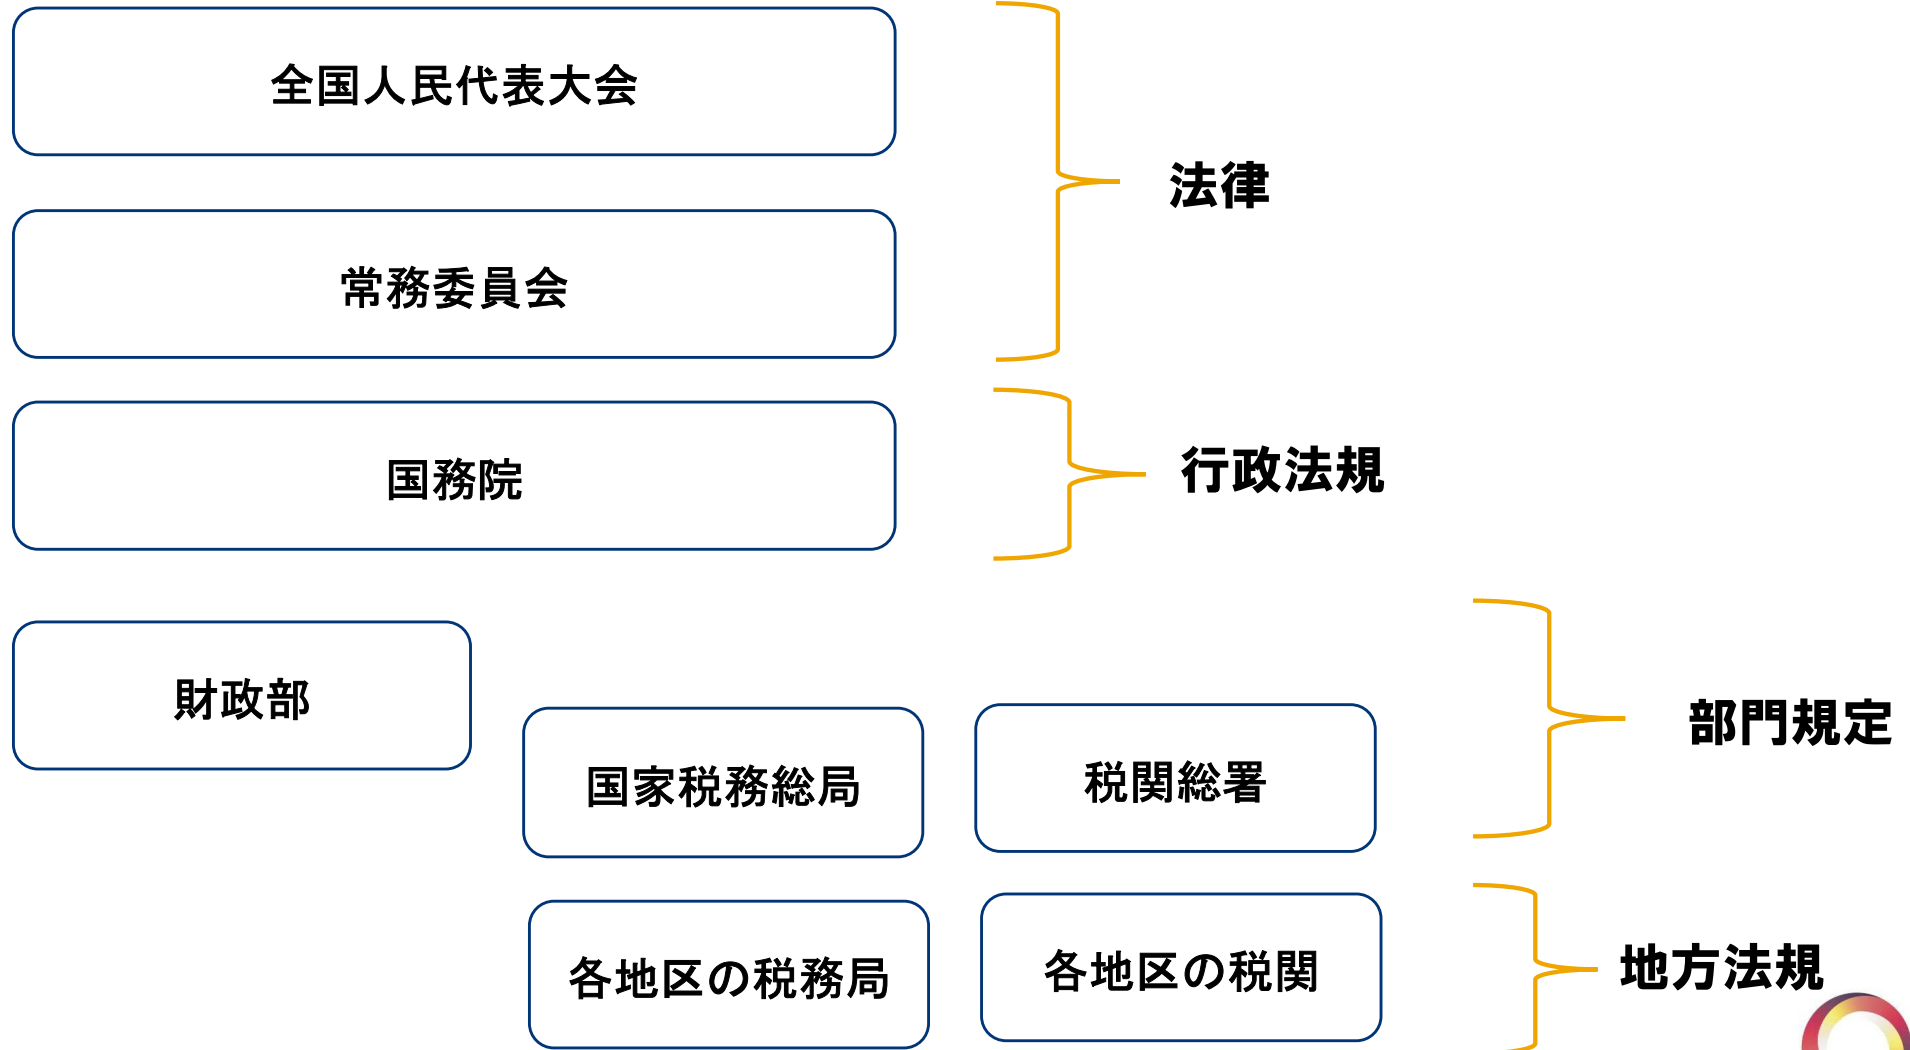 全国人民代表大会
法律
常務委員会
国務院
行政法規
財政部
国家税務総局
税関総署
部門規定
各地区の税務局
各地区の税関
地方法規